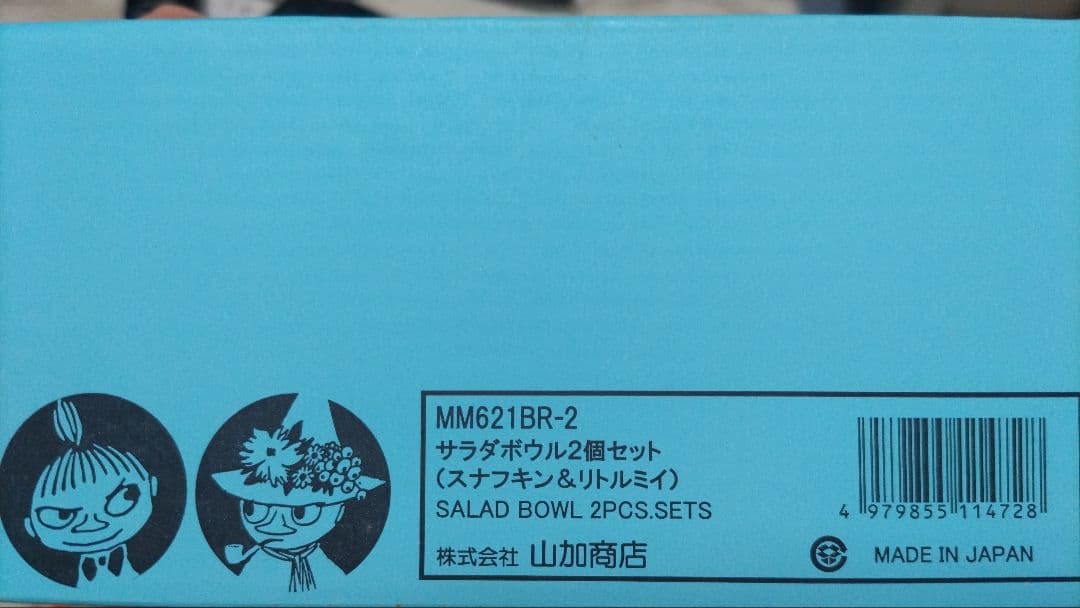 MM621BR-2
サラダボウル2個セット
(スナフキン&リトルミイ)
SALAD BOWL 2PCS.SETS
4 979855 114728
株式会社 山加商店
MADE IN JAPAN